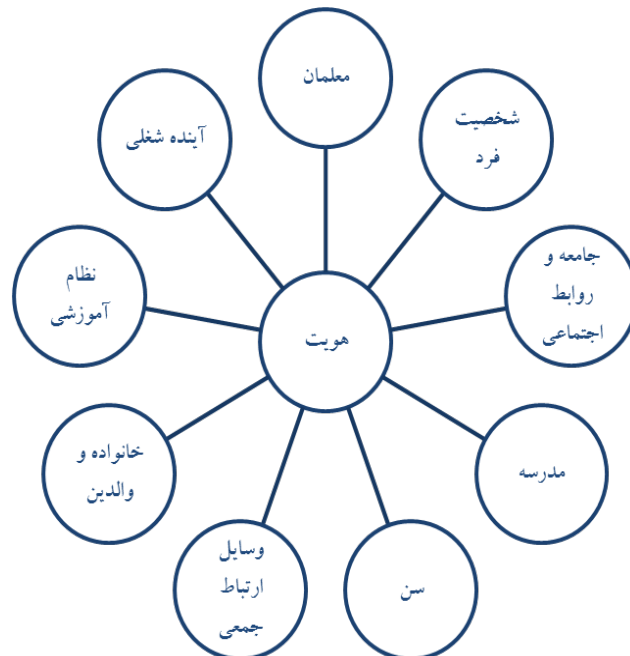 معلمان
شخصیت
فرد
جامعه و
روابط
اجتماعی
مدرسه
سن
وسایل
ارتباط
جمعی
خانواده و
والدین
نظام
آموزشی
آینده شغلی
هویت